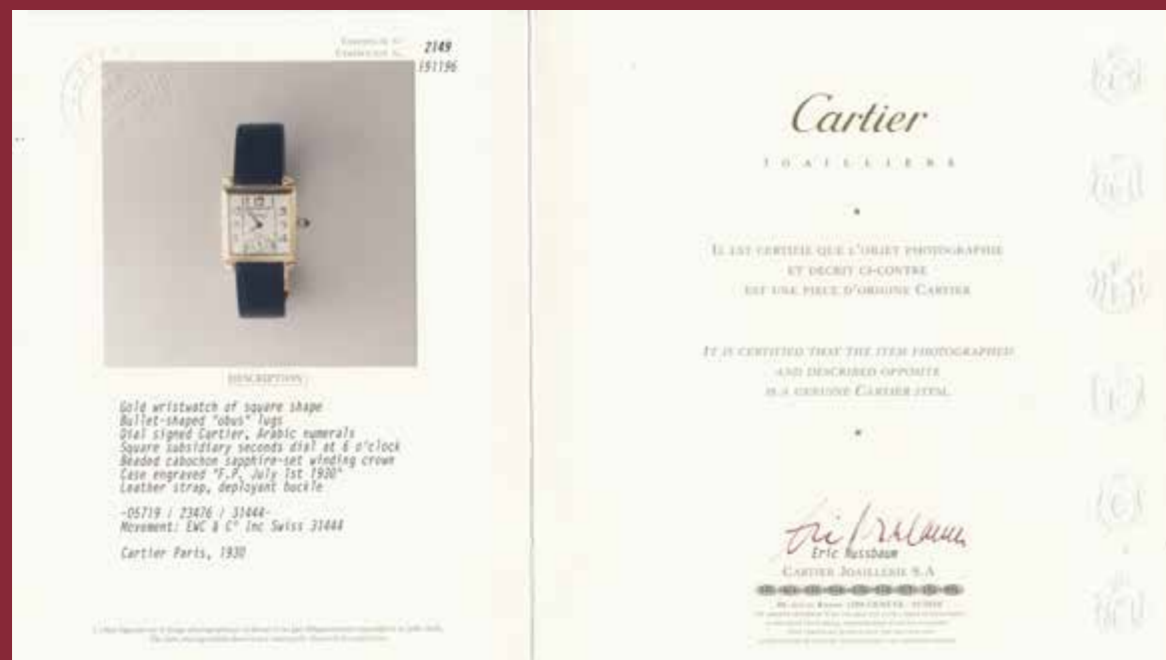 2149
191196
DESCRIPTION
Gold wristwatch of square shape
Bullet-shaped "obus" lugs
Dial signed Cartier, Arabic numerals
Square subsidiary seconds dial at 6 o'clock
Beaded cabochon sapphire-set winding crown
Case engraved "F.P. July 1st 1930"
Leather strap, deployant buckle
-05719 / 23476 / 31444-
Movement: EWC & C° Inc Swiss 31444
Cartier Paris, 1930
Cartier
JOAILLIERS
IL EST CERTIFIE QUE L'OBJET PHOTOGRAPHIE
ET DECRIT CI-CONTRE
EST UNE PIECE D'ORIGINE CARTIER
IT IS CERTIFIED THAT THE ITEM PHOTOGRAPHED
AND DESCRIBED OPPOSITE
IS A GENUINE CARTIER ITEM.
Eric Nussbaum
CARTIER JOAILLERIE S.A